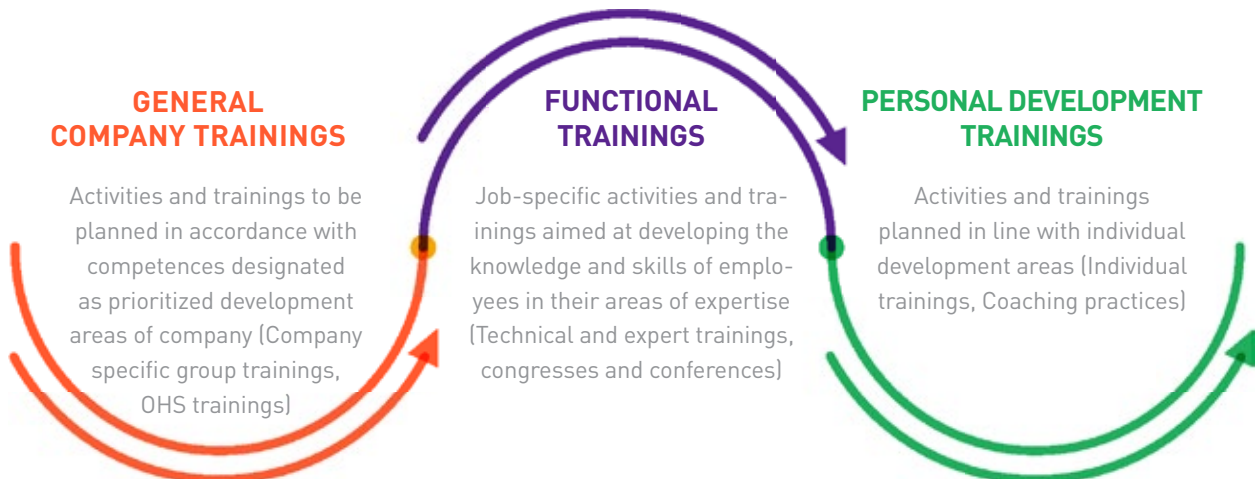 GENERAL
COMPANY TRAININGS
Activities and trainings to be
planned in accordance with
competences designated
as prioritized development
areas of company (Company
specific group trainings,
OHS trainings)
FUNCTIONAL
TRAININGS
Job-specific activities and tra-
inings aimed at developing the
knowledge and skills of emplo-
yees in their areas of expertise
(Technical and expert trainings,
congresses and conferences)
PERSONAL DEVELOPMENT
TRAININGS
Activities and trainings
planned in line with individual
development areas (Individual
trainings, Coaching practices)